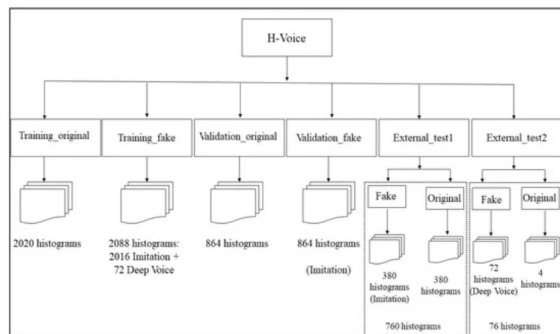 H-Voice
Training_original
Training_fake
Validation_original
Validation_fake
External_test1
External_test2
2020 histograms
2088 histograms:
2016 Imitation +
72 Deep Voice
864 histograms
864 histograms
(Imitation)
Fake
Original
380
histograms
(Imitation)
380
histograms
760 histograms
Fake
Original
72
histograms
(Deep Voice)
4
histograms
76 histograms